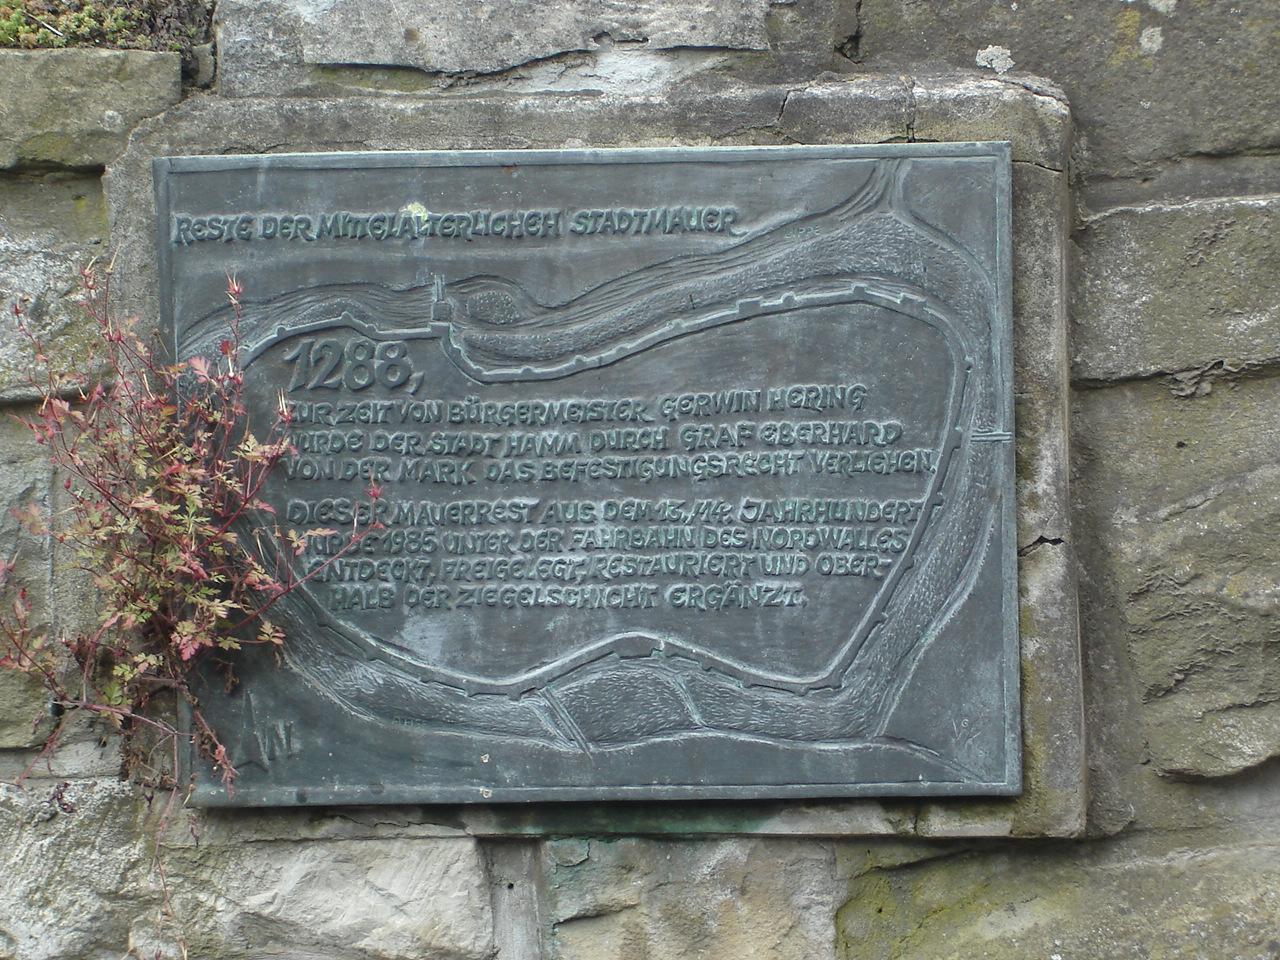 RESTE DER MITTELALTERLICHEN STADTMAUER
1288,
ZUR ZEIT VON BÜRGERMEISTER GERWIN HERING
WURDE DER STADT HAMM DURCH GRAF EBERHARD
VON DER MARK DAS BEFESTIGUNGSRECHT VERLIEHEN
DIESER MAUERREST AUS DEM 13./14. JAHRHUNDERT
WURDE 1985 UNTER DER FAHRBAHN DES NORDWALLES
ENTDECKT, FREIGELEGT, RESTAURIERT UND OBER-
HALB DER ZIEGELSCHICHT ERGÄNZT.
N